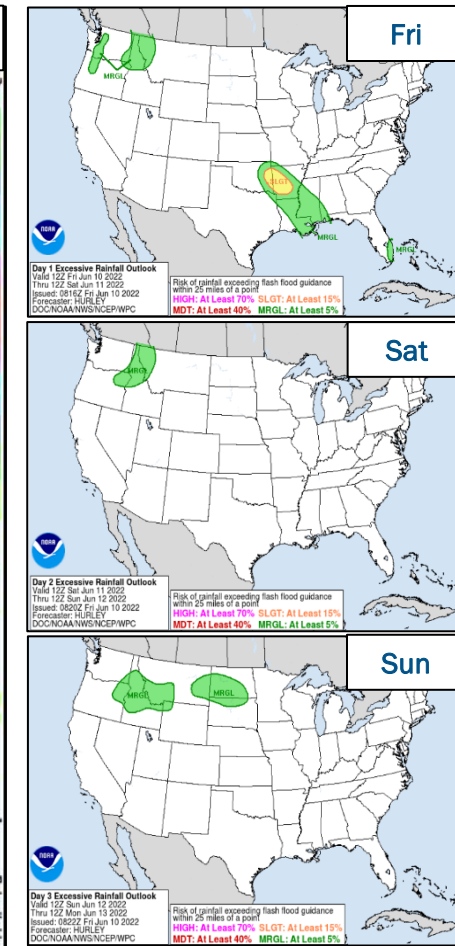 Fri
MRGL
SLGT
MRGL
MRGL
NOAA
Day 1 Excessive Rainfall Outlook
Valid 12Z Fri Jun 10 2022
Thru 12Z Sat Jun 11 2022
Issued: 0816Z Fri Jun 10 2022
Forecaster: HURLEY
DOC/NOAA/NWS/NCEP/WPC
Risk of rainfall exceeding flash flood guidance
within 25 miles of a point
HIGH: At Least 70% SLGT: At Least 15%
MDT: At Least 40% MRGL: At Least 5%
Sat
MRGL
NOAA
Day 2 Excessive Rainfall Outlook
Valid 12Z Sat Jun 11 2022
Thru 12Z Sun Jun 12 2022
Issued: 0820Z Fri Jun 10 2022
Forecaster: HURLEY
DOC/NOAA/NWS/NCEP/WPC
Risk of rainfall exceeding flash flood guidance
within 25 miles of a point
HIGH: At Least 70% SLGT: At Least 15%
MDT: At Least 40% MRGL: At Least 5%
Sun
MRGL
MRGL
NOAA
Day 3 Excessive Rainfall Outlook
Valid 12Z Sun Jun 12 2022
Thru 12Z Mon Jun 13 2022
Issued: 0822Z Fri Jun 10 2022
Forecaster: HURLEY
DOC/NOAA/NWS/NCEP/WPC
Risk of rainfall exceeding flash flood guidance
within 25 miles of a point
HIGH: At Least 70% SLGT: At Least 15%
MDT: At Least 40% MRGL: At Least 5%